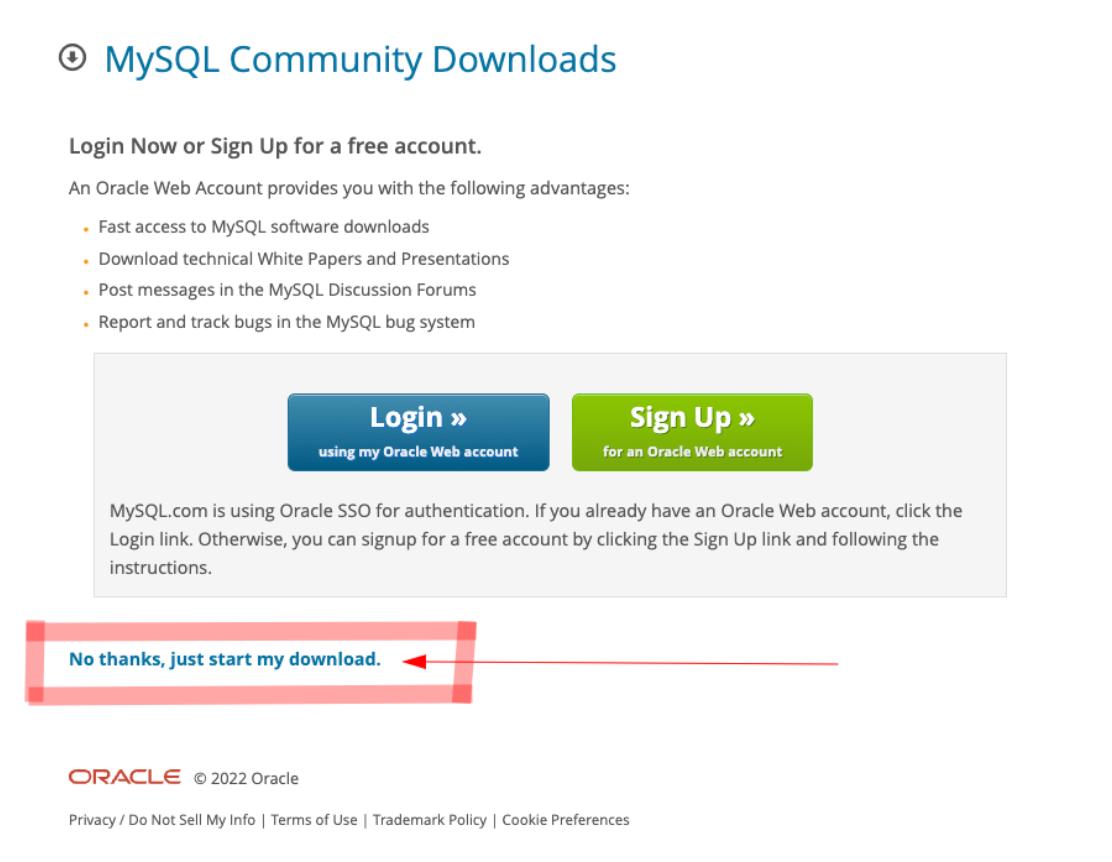 MySQL Community Downloads
Login Now or Sign Up for a free account.
An Oracle Web Account provides you with the following advantages:
Fast access to MySQL software downloads
Download technical White Papers and Presentations
Post messages in the MySQL Discussion Forums
Report and track bugs in the MySQL bug system
Login »
using my Oracle Web account
Sign Up »
for an Oracle Web account
MySQL.com is using Oracle SSO for authentication. If you already have an Oracle Web account, click the
Login link. Otherwise, you can signup for a free account by clicking the Sign Up link and following the
instructions.
No thanks, just start my download.
ORACLE © 2022 Oracle
Privacy / Do Not Sell My Info | Terms of Use | Trademark Policy | Cookie Preferences